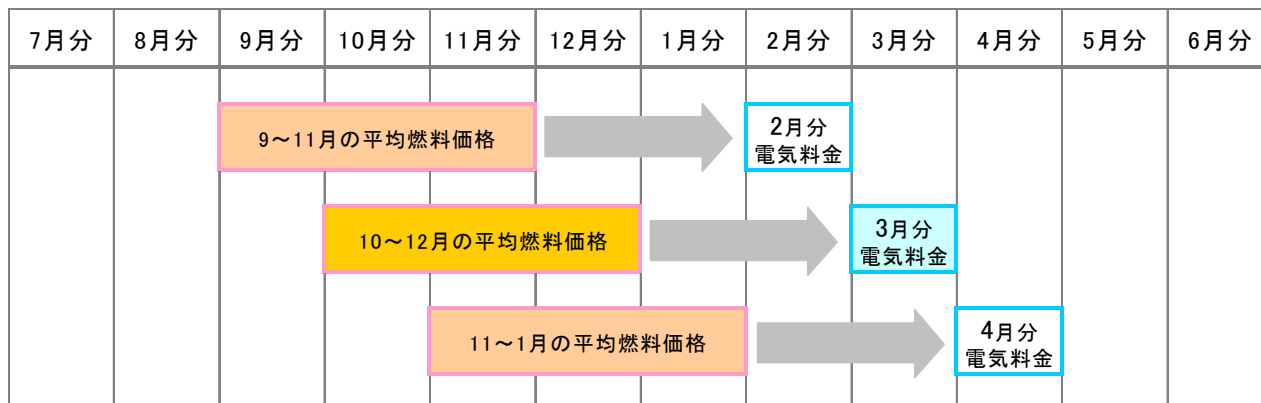 7月分 8月分 9月分 10月分 11月分 12月分 1月分 2月分 3月分 4月分 5月分 6月分
9～11月の平均燃料価格
2月分
電気料金
10～12月の平均燃料価格
3月分
電気料金
11～1月の平均燃料価格
4月分
電気料金